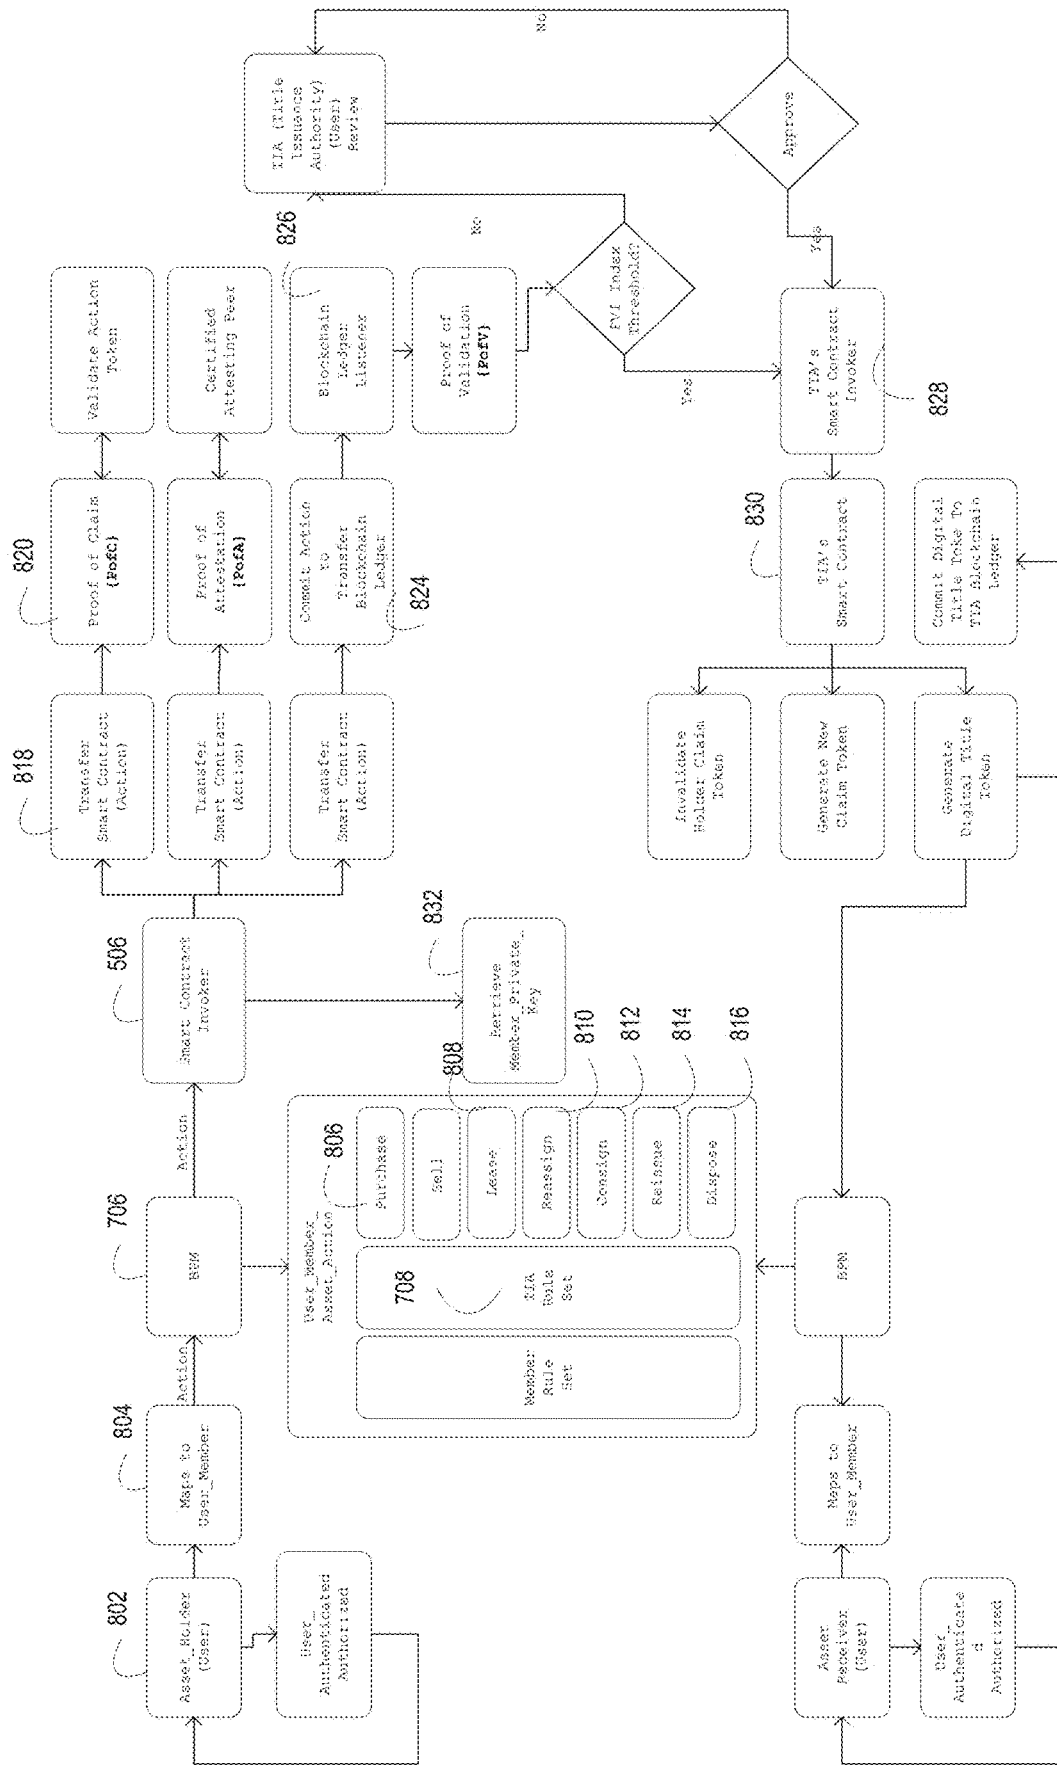 802
Asset_Holder
(User)
User_
Authenticated
Authorized
804
Maps to
User_Member
Action
706
BPM
Action
506
Smart Contract
Invoker
832
Retrieve
Member_Private_
Key
User_Member_
Asset_Action
806
Purchase
Sell
808
Lease
810
Reassign
812
Consign
814
Reissue
816
Dispose
708
TIA
Rule
Set
Member
Rule
Set
818
Transfer
Smart Contract
(Action)
Transfer
Smart Contract
(Action)
Transfer
Smart Contract
(Action)
820
Proof of Claim
{PofC}
Proof of
Attestation
{PofA}
Commit Action
to
Transfer
Blockchain
Ledger
824
Validate Action
Token
Certified
Attesting Peer
826
Blockchain
Ledger
Listener
Proof of
Validation
{PofV}
PVI Index
Threshold?
No
Yes
TIA (Title
Issuance
Authority)
(User)
Review
Approve
No
Yes
TIA's
Smart Contract
Invoker
828
830
TIA's
Smart Contract
Invalidate
Holder Claim
Token
Generate New
Claim Token
Generate
Digital Title
Token
Commit Digital
Title Toke To
TIA Blockchain
Ledger
BPM
Maps to
User_Member
Asset
Receiver
(User)
User_
Authenticate
d
Authorized